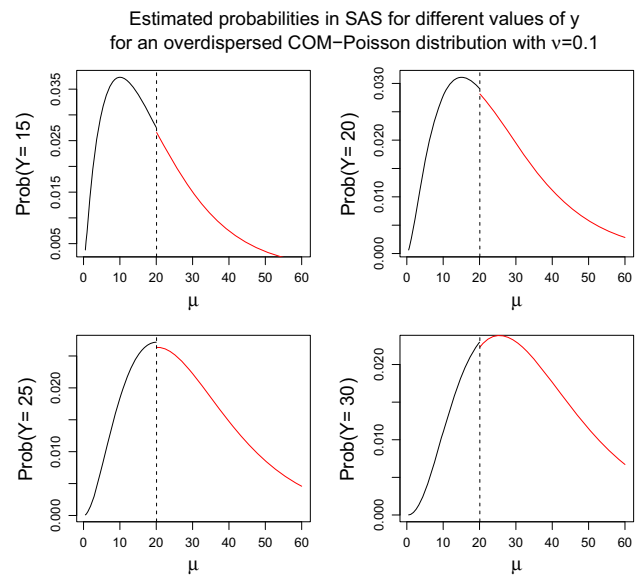 Estimated probabilities in SAS for different values of y
for an overdispersed COM−Poisson distribution with ν=0.1
Prob(Y= 15)
0.005
0.015
0.025
0.035
0 10 20 30 40 50 60
μ
Prob(Y= 20)
0.000
0.010
0.020
0.030
0 10 20 30 40 50 60
μ
Prob(Y= 25)
0.000
0.010
0.020
0 10 20 30 40 50 60
μ
Prob(Y= 30)
0.000
0.010
0.020
0 10 20 30 40 50 60
μ